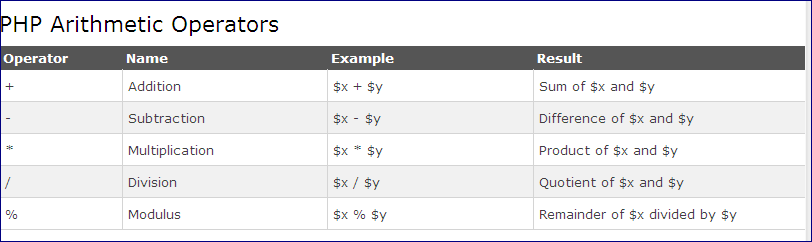 PHP Arithmetic Operators
Operator Name Example Result
+ Addition $x + $y Sum of $x and $y
- Subtraction $x - $y Difference of $x and $y
* Multiplication $x * $y Product of $x and $y
/ Division $x / $y Quotient of $x and $y
% Modulus $x % $y Remainder of $x divided by $y